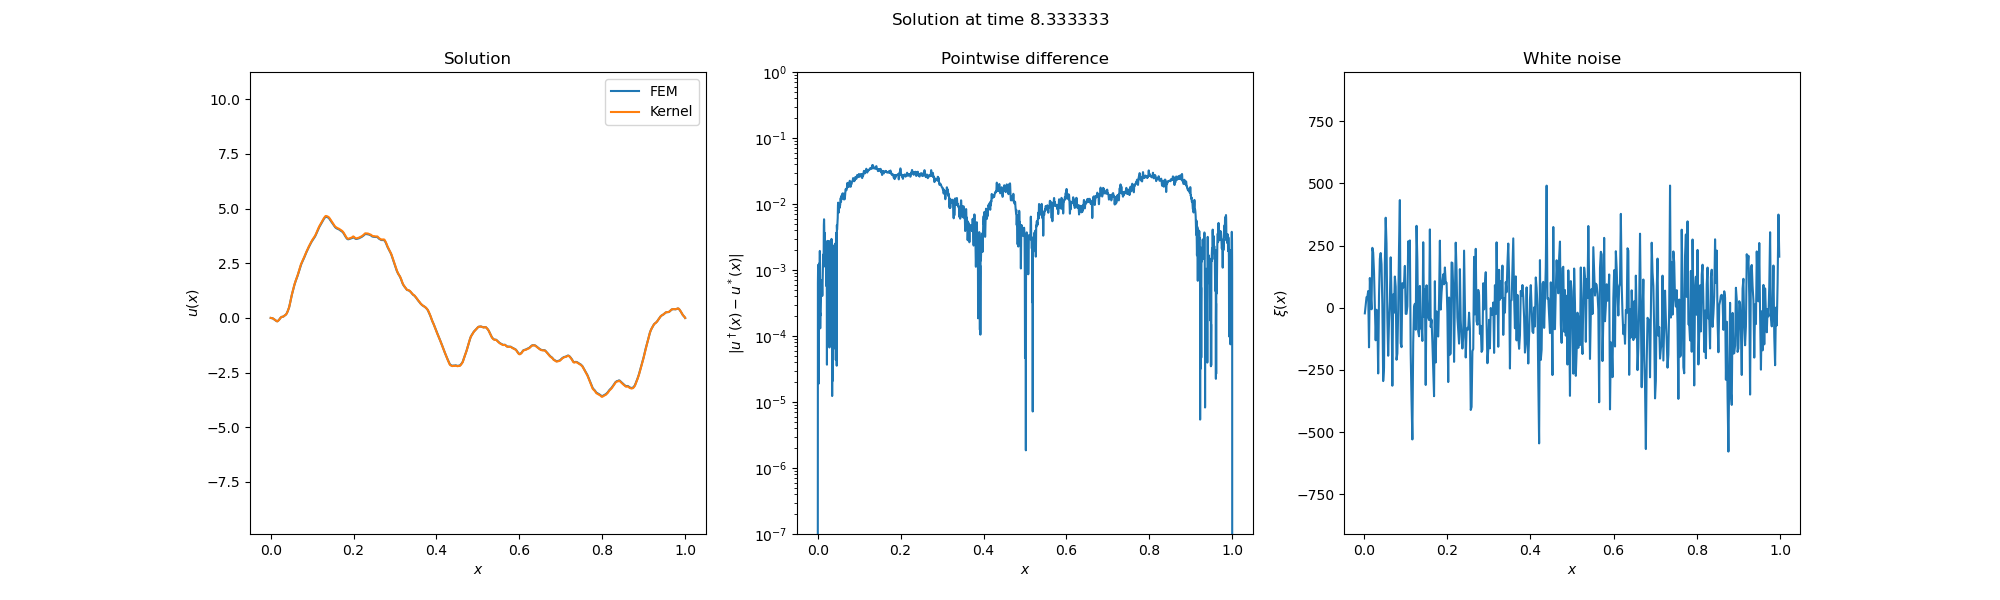 Solution at time 8.333333
Solution
10.0
7.5
5.0
2.5
0.0
−2.5
−5.0
−7.5
u(x)
FEM
Kernel
0.0 0.2 0.4 0.6 0.8 1.0
x
Pointwise difference
10⁰
10⁻¹
10⁻²
10⁻³
10⁻⁴
10⁻⁵
10⁻⁶
10⁻⁷
|u†(x) − u*(x)|
0.0 0.2 0.4 0.6 0.8 1.0
x
White noise
750
500
250
0
−250
−500
−750
ξ(x)
0.0 0.2 0.4 0.6 0.8 1.0
x